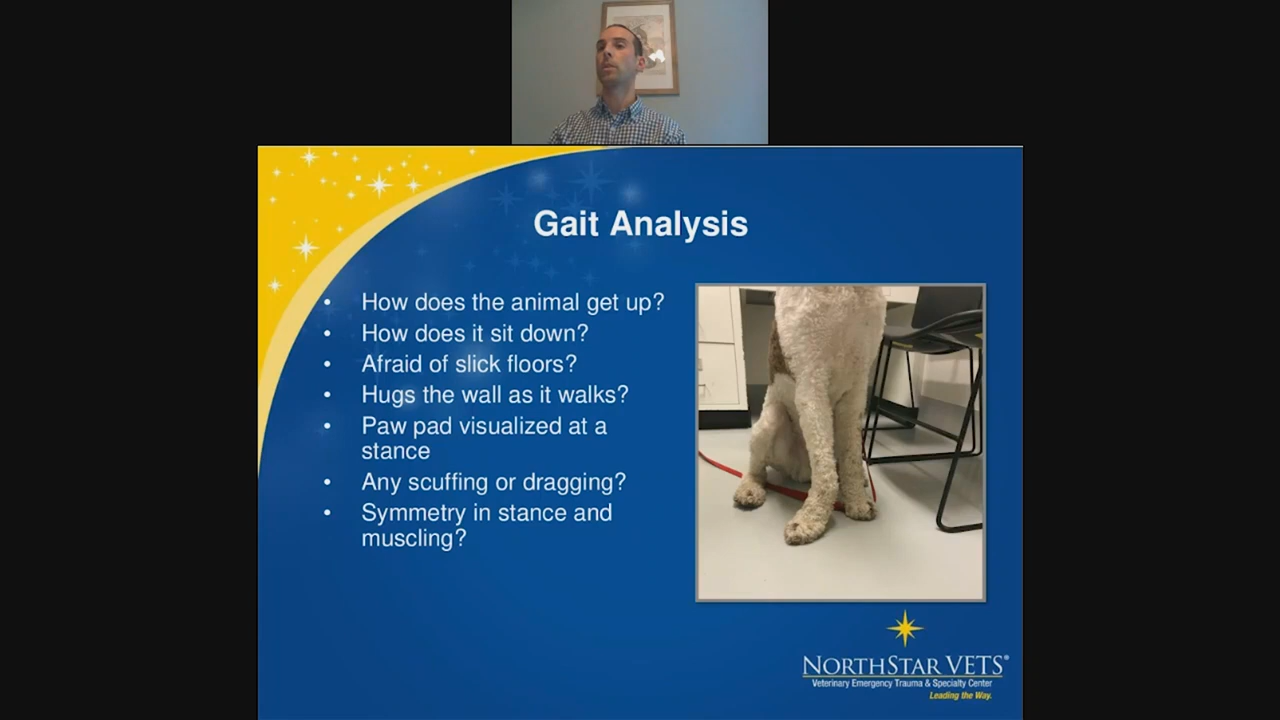 Gait Analysis
• How does the animal get up?
• How does it sit down?
• Afraid of slick floors?
• Hugs the wall as it walks?
• Paw pad visualized at a
stance
• Any scuffing or dragging?
• Symmetry in stance and
muscling?
NORTHSTAR VETS®
Veterinary Emergency Trauma & Specialty Center
Leading the Way.